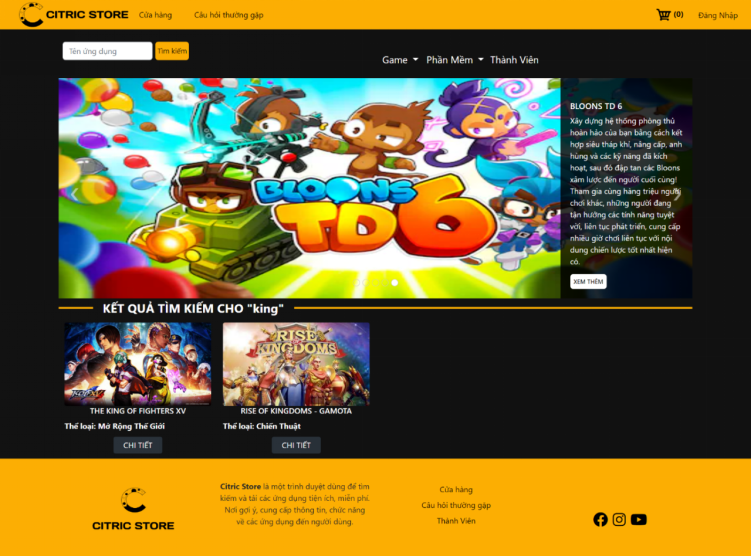 CITRIC STORE
Cửa hàng
Câu hỏi thường gặp
(0)
Đăng Nhập
Tên ứng dụng
Tìm kiếm
Game
Phần Mềm
Thành Viên
BLOONS
TD 6
BLOONS TD 6
Xây dựng hệ thống phòng thủ
hoàn hảo của bạn bằng cách kết
hợp siêu tháp khỉ, nâng cấp, anh
hùng và các kỹ năng đã kích
hoạt, sau đó đập tan các Bloons
xâm lược đến người cuối cùng!
Tham gia cùng hàng triệu người
chơi khác, những người đang
tận hưởng các tính năng tuyệt
vời, liên tục phát triển, cung cấp
nhiều giờ chơi liên tục với nội
dung chiến lược tốt nhất hiện
có.
XEM THÊM
KẾT QUẢ TÌM KIẾM CHO "king"
RISE OF
KINGDOMS
THE KING OF FIGHTERS XV
RISE OF KINGDOMS - GAMOTA
Thể loại: Mở Rộng Thế Giới
Thể loại: Chiến Thuật
CHI TIẾT
CHI TIẾT
CITRIC STORE
Citric Store là một trình duyệt dùng để tìm
kiếm và tải các ứng dụng tiện ích, miễn phí.
Nơi gợi ý, cung cấp thông tin, chức năng
về các ứng dụng đến người dùng.
Cửa hàng
Câu hỏi thường gặp
Thành Viên